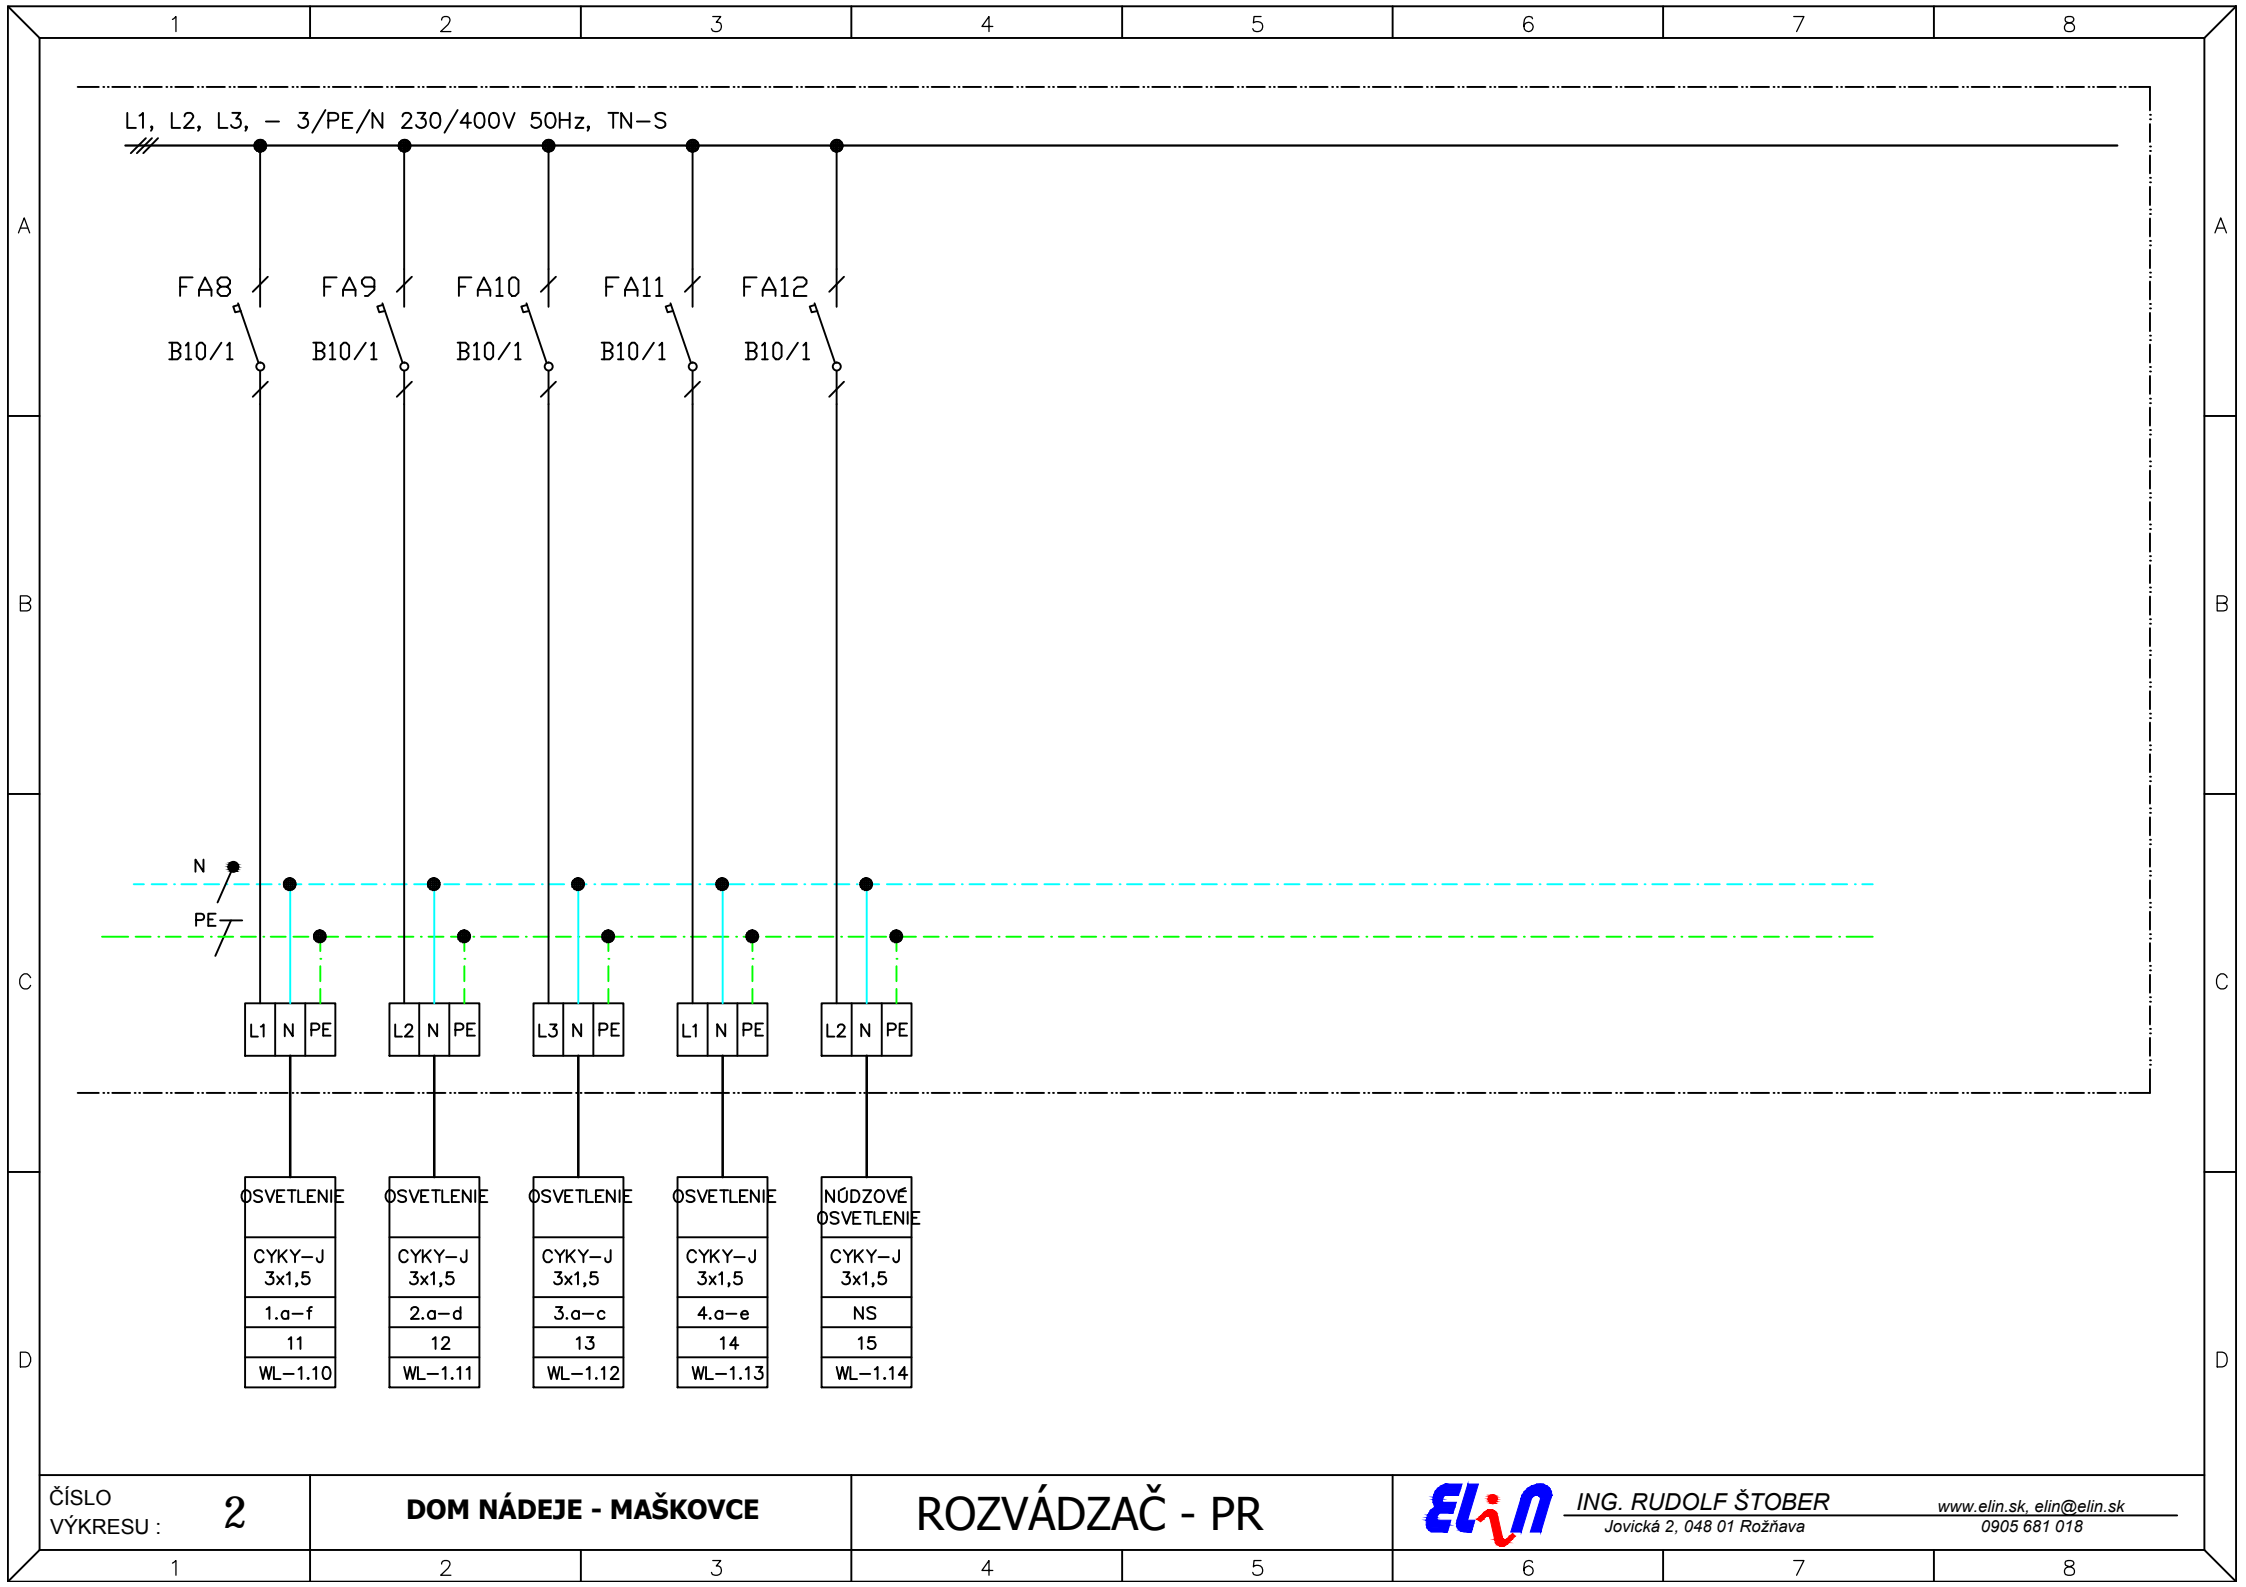 1 2 3 4 5 6 7 8
L1, L2, L3, - 3/PE/N 230/400V 50Hz, TN-S
A A
FA8 FA9 FA10 FA11 FA12
B10/1 B10/1 B10/1 B10/1 B10/1
B B
N
PE
C C
L1 N PE L2 N PE L3 N PE L1 N PE L2 N PE
OSVETLENIE OSVETLENIE OSVETLENIE OSVETLENIE NÚDZOVÉ
OSVETLENIE
CYKY-J CYKY-J CYKY-J CYKY-J CYKY-J
3x1,5 3x1,5 3x1,5 3x1,5 3x1,5
1.a-f 2.a-d 3.a-c 4.a-e NS
11 12 13 14 15
D D
WL-1.10 WL-1.11 WL-1.12 WL-1.13 WL-1.14
ČÍSLO
VÝKRESU : 2
DOM NÁDEJE - MAŠKOVCE
ROZVÁDZAČ - PR
ELiN
ING. RUDOLF ŠTOBER
Jovická 2, 048 01 Rožňava
www.elin.sk, elin@elin.sk
0905 681 018
1 2 3 4 5 6 7 8